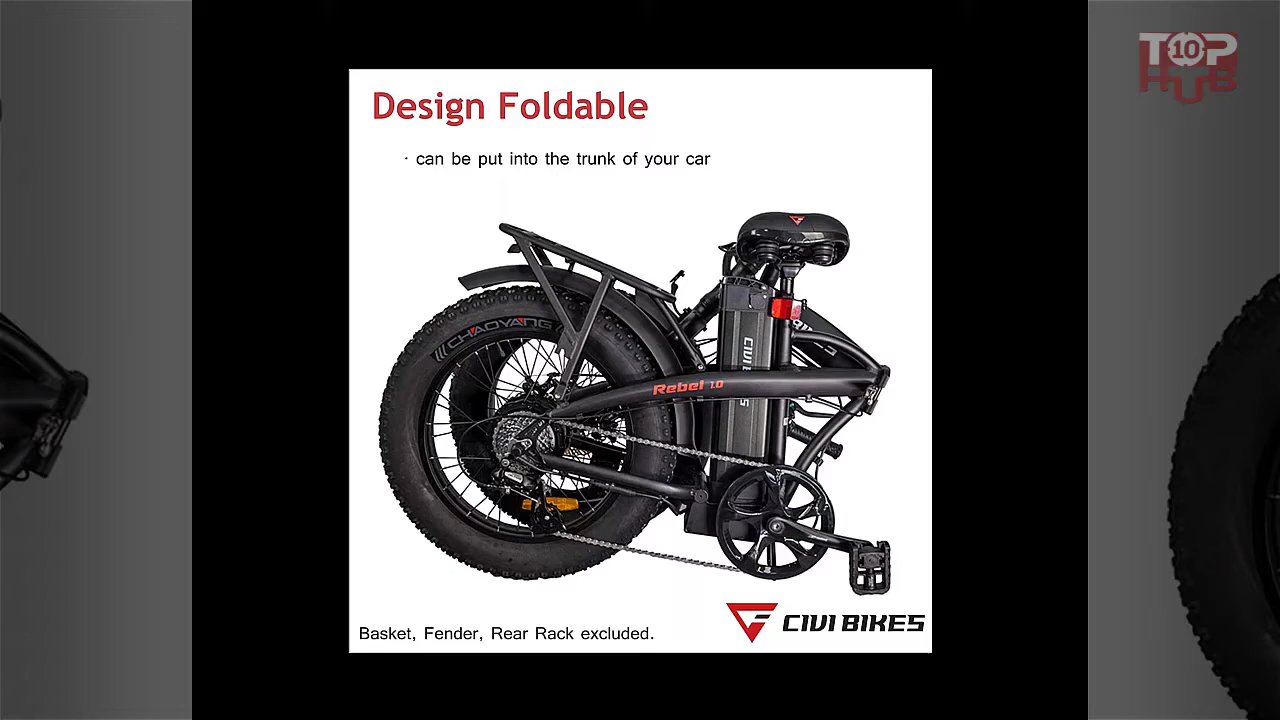 TOP
10
HUB
Design Foldable
· can be put into the trunk of your car
CHAOYANG
CIVI BIKES
Rebel 1.0
Basket, Fender, Rear Rack excluded.
CIVI BIKES